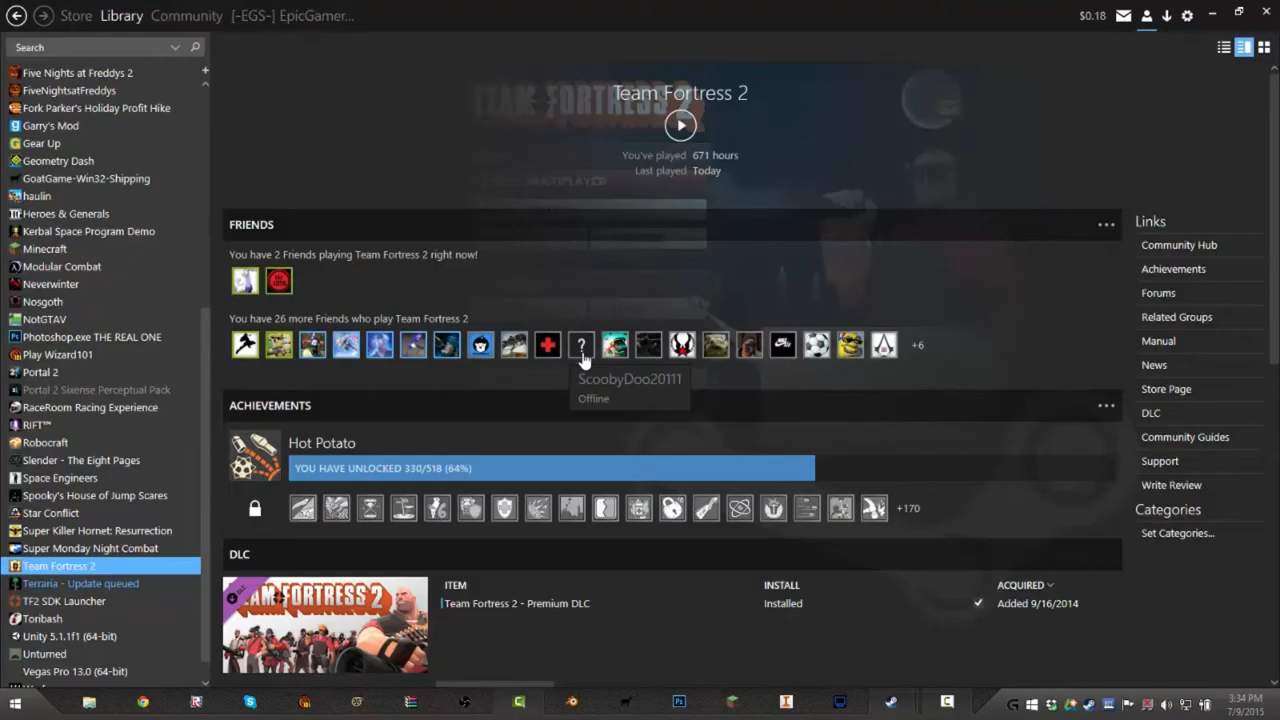 Store Library Community [-EGS-] EpicGamer... $0.18
Search
Five Nights at Freddys 2
FiveNightsatFreddys
Fork Parker's Holiday Profit Hike
Garry's Mod
Gear Up
Geometry Dash
GoatGame-Win32-Shipping
haulin
Heroes & Generals
Kerbal Space Program Demo
Minecraft
Modular Combat
Neverwinter
Nosgoth
NotGTAV
Photoshop.exe THE REAL ONE
Play Wizard101
Portal 2
Portal 2 Sixense Perceptual Pack
RaceRoom Racing Experience
RIFT™
Robocraft
Slender - The Eight Pages
Space Engineers
Spooky's House of Jump Scares
Star Conflict
Super Killer Hornet: Resurrection
Super Monday Night Combat
Team Fortress 2
Terraria - Update queued
TF2 SDK Launcher
Toribash
Unity 5.1.1f1 (64-bit)
Unturned
Vegas Pro 13.0 (64-bit)
TEAM FORTRESS 2
Team Fortress 2
You've played 671 hours
Last played Today
MULTIPLAYER
FRIENDS
You have 2 Friends playing Team Fortress 2 right now!
You have 26 more Friends who play Team Fortress 2
?
+6
ScoobyDoo20111
Offline
ACHIEVEMENTS
Hot Potato
YOU HAVE UNLOCKED 330/518 (64%)
+170
DLC
DLC
TEAM FORTRESS 2
ITEM INSTALL ACQUIRED
Team Fortress 2 - Premium DLC Installed Added 9/16/2014
Links
Community Hub
Achievements
Forums
Related Groups
Manual
News
Store Page
DLC
Community Guides
Support
Write Review
Categories
Set Categories...
3:34 PM
7/9/2015